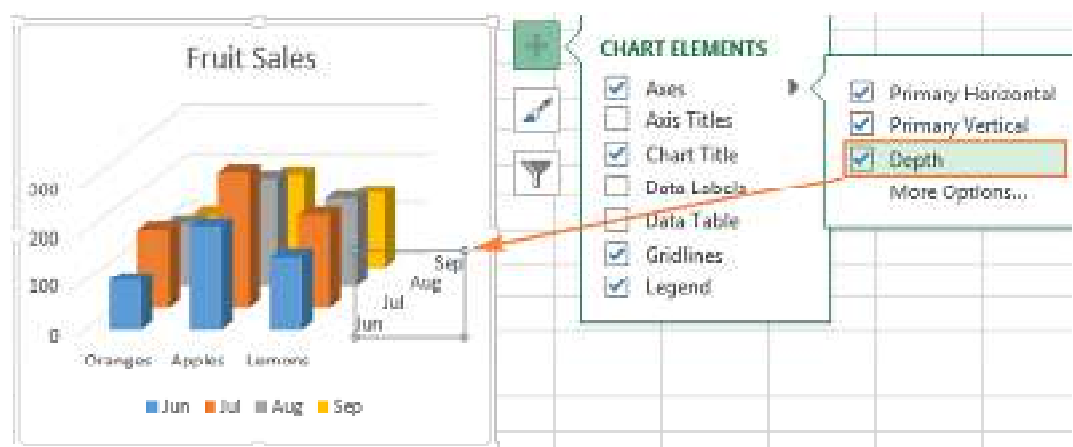 Fruit Sales
300
200
100
0
Oranges Apples Lemons
Sep
Aug
Jul
Jun
Jun Jul Aug Sep
CHART ELEMENTS
Axes
Axis Titles
Chart Title
Data Labels
Data Table
Gridlines
Legend
Primary Horizontal
Primary Vertical
Depth
More Options...